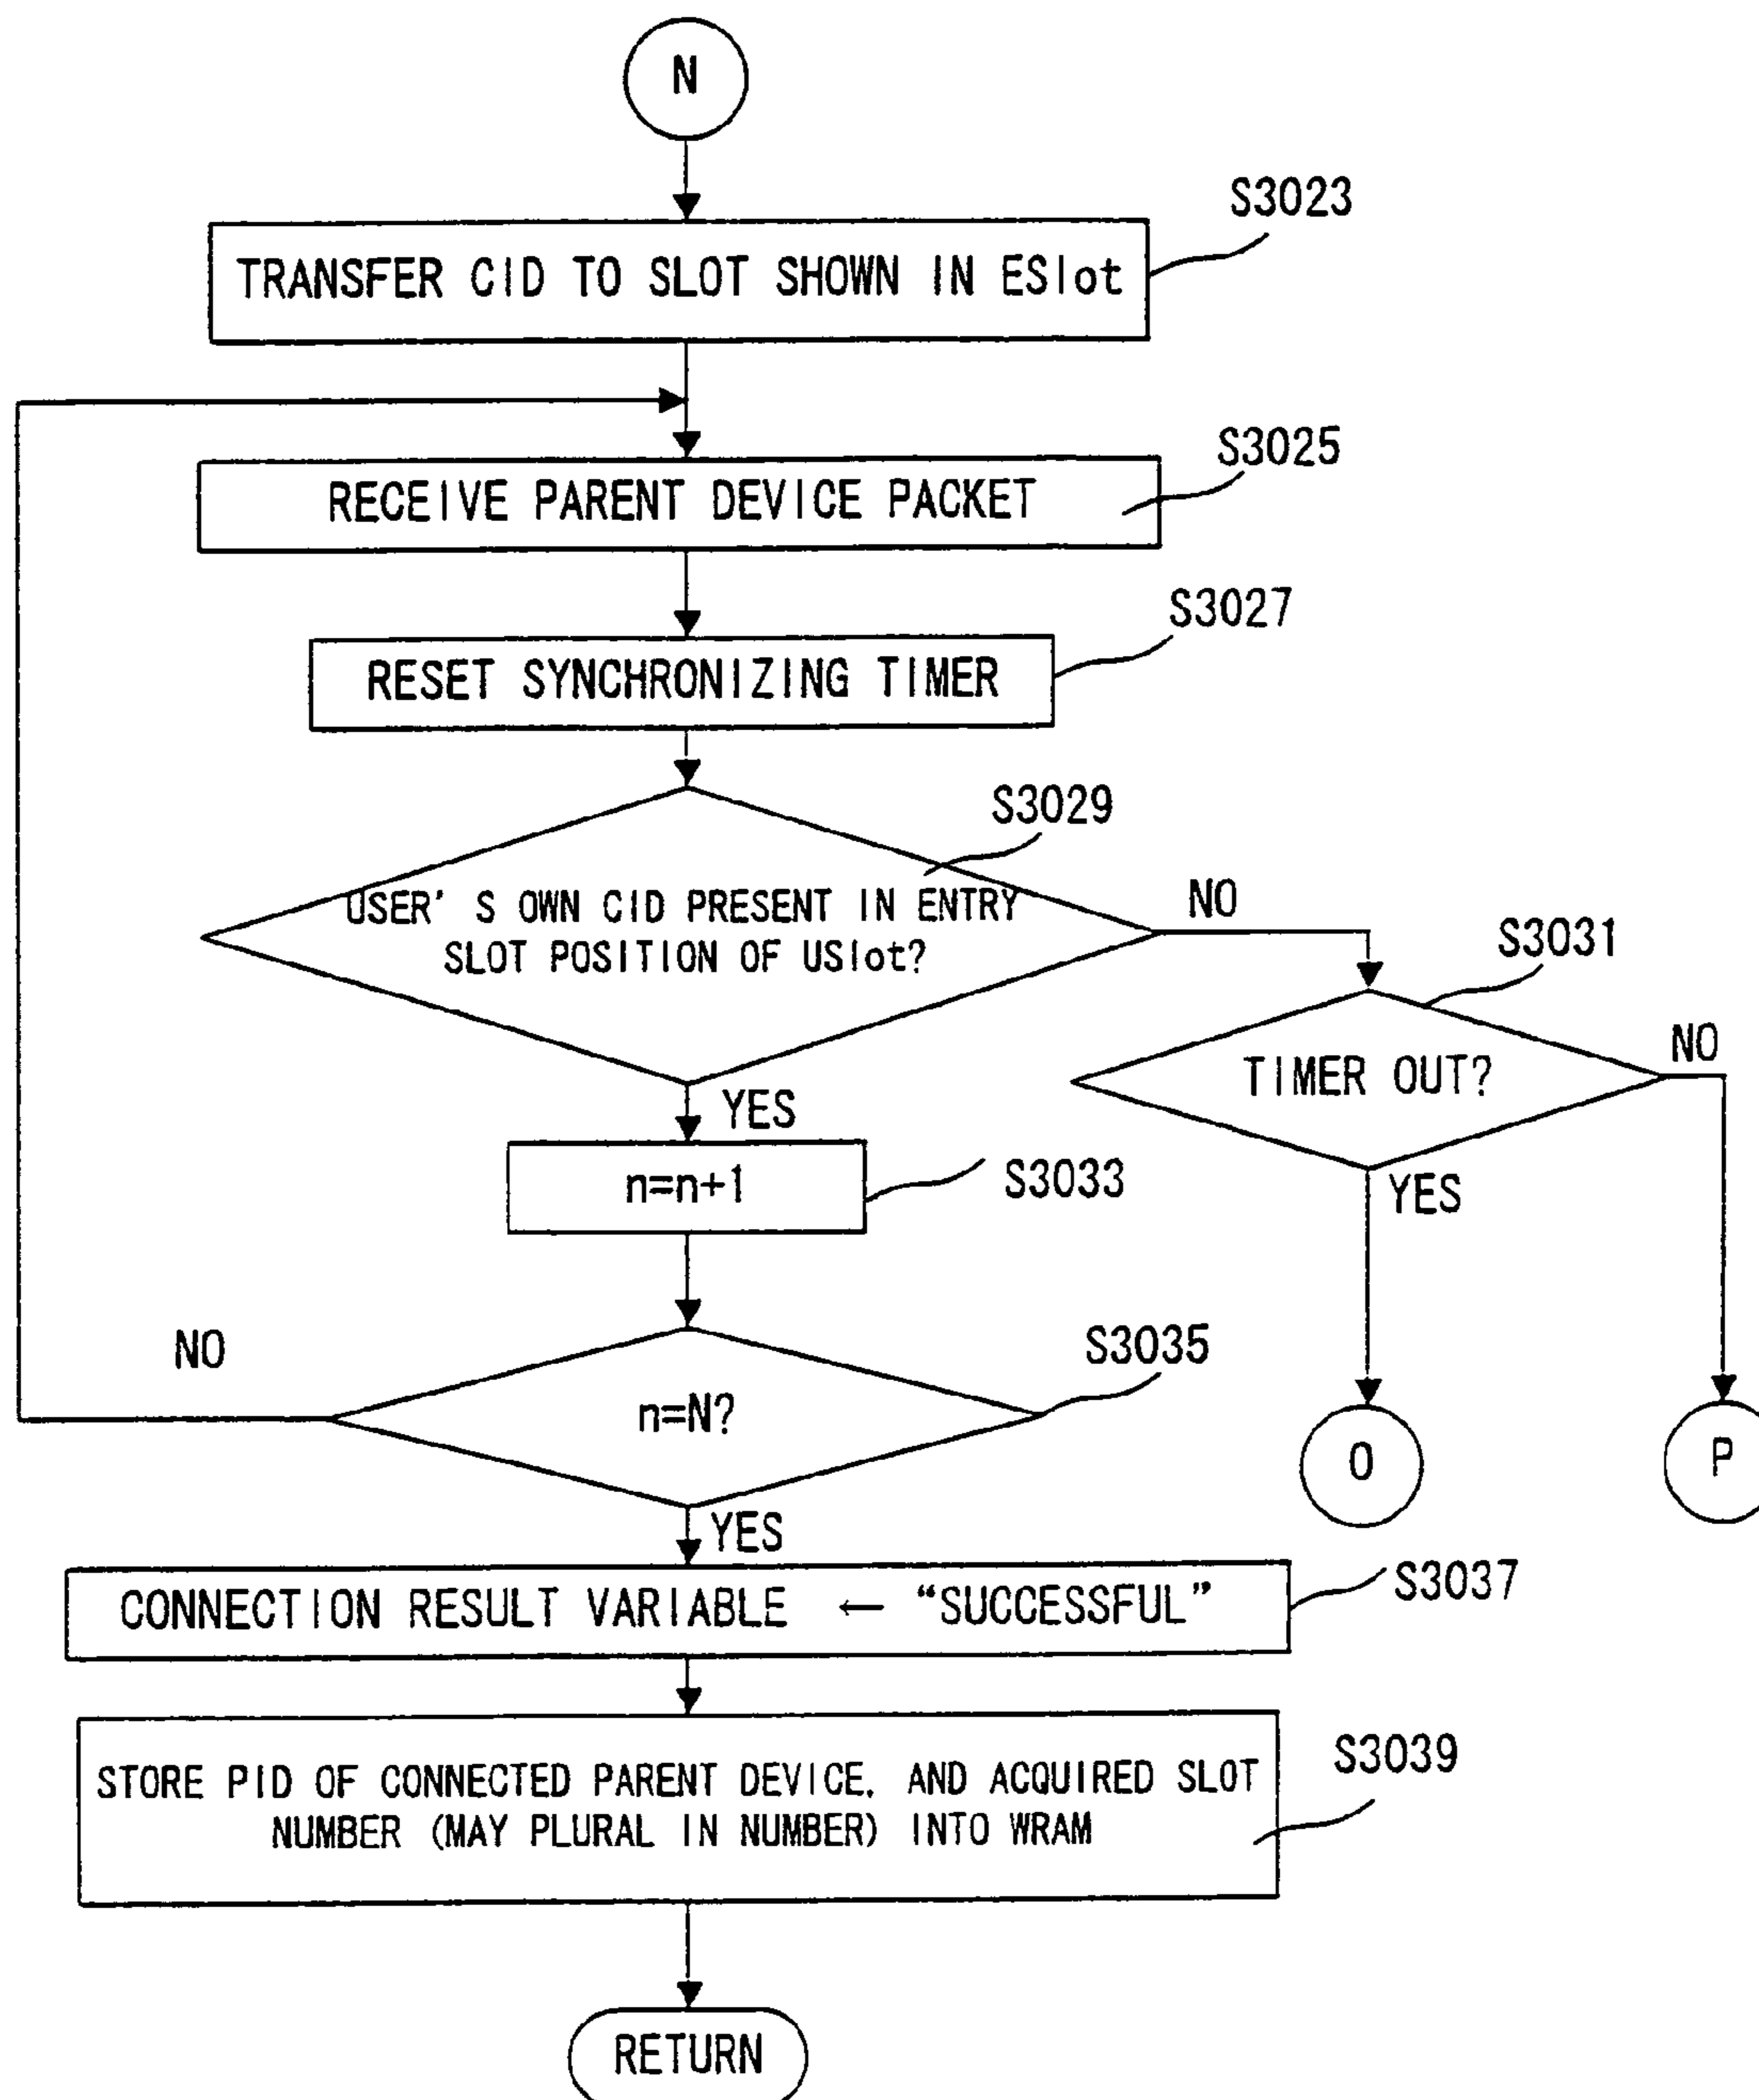 N
S3023
TRANSFER CID TO SLOT SHOWN IN ESlot
S3025
RECEIVE PARENT DEVICE PACKET
S3027
RESET SYNCHRONIZING TIMER
S3029
USER' S OWN CID PRESENT IN ENTRY
SLOT POSITION OF USlot?
NO
S3031
TIMER OUT?
NO
YES
YES
n=n+1
S3033
NO
S3035
n=N?
O
P
YES
CONNECTION RESULT VARIABLE ← “SUCCESSFUL”
S3037
STORE PID OF CONNECTED PARENT DEVICE, AND ACQUIRED SLOT
NUMBER (MAY PLURAL IN NUMBER) INTO WRAM
S3039
RETURN